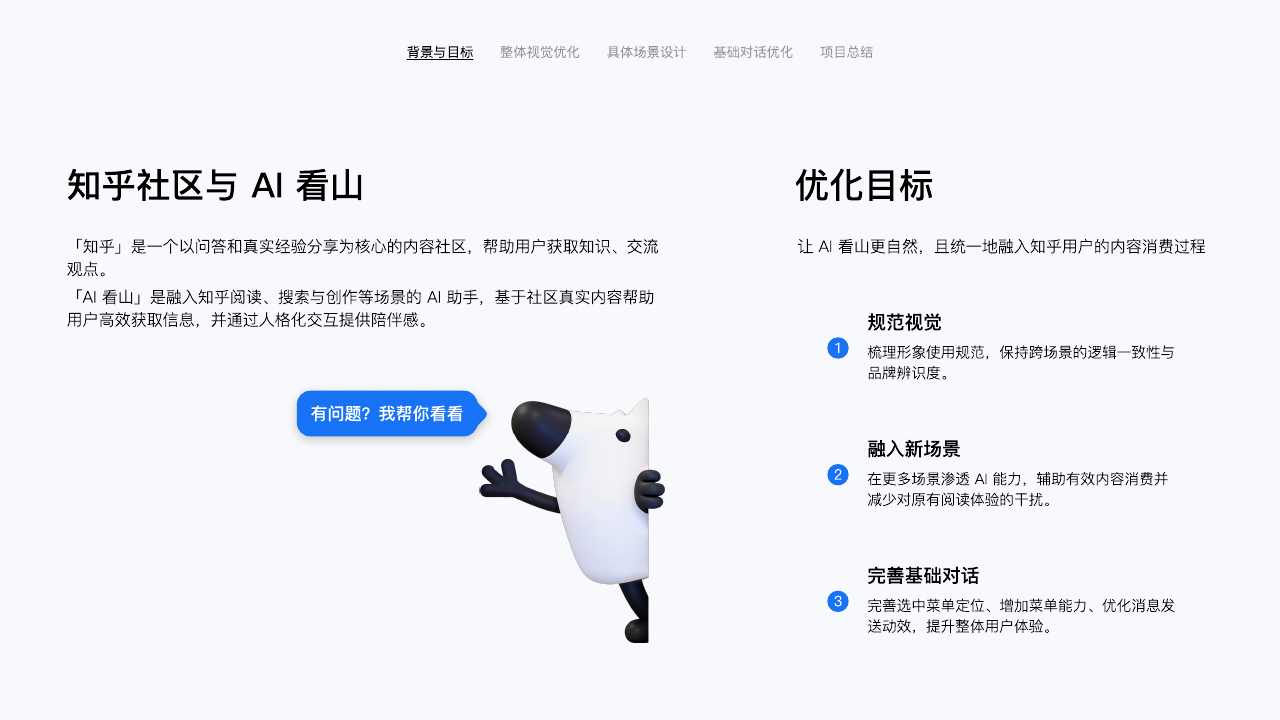 背景与目标 整体视觉优化 具体场景设计 基础对话优化 项目总结
知乎社区与 AI 看山
「知乎」是一个以问答和真实经验分享为核心的内容社区，帮助用户获取知识、交流
观点。
「AI 看山」是融入知乎阅读、搜索与创作等场景的 AI 助手，基于社区真实内容帮助
用户高效获取信息，并通过人格化交互提供陪伴感。
有问题？我帮你看看
优化目标
让 AI 看山更自然，且统一地融入知乎用户的内容消费过程
1
规范视觉
梳理形象使用规范，保持跨场景的逻辑一致性与
品牌辨识度。
2
融入新场景
在更多场景渗透 AI 能力，辅助有效内容消费并
减少对原有阅读体验的干扰。
3
完善基础对话
完善选中菜单定位、增加菜单能力、优化消息发
送动效，提升整体用户体验。